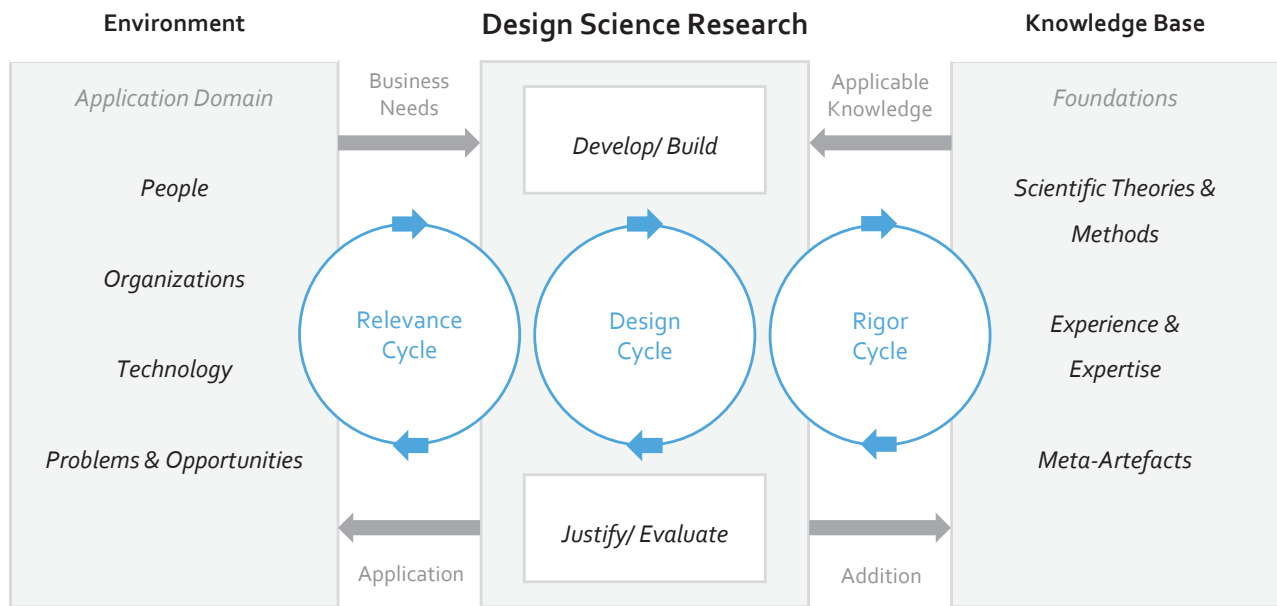 Environment
Design Science Research
Knowledge Base
Application Domain
People
Organizations
Technology
Problems & Opportunities
Business
Needs
Relevance
Cycle
Application
Develop/ Build
Design
Cycle
Justify/ Evaluate
Applicable
Knowledge
Rigor
Cycle
Addition
Foundations
Scientific Theories &
Methods
Experience &
Expertise
Meta-Artefacts